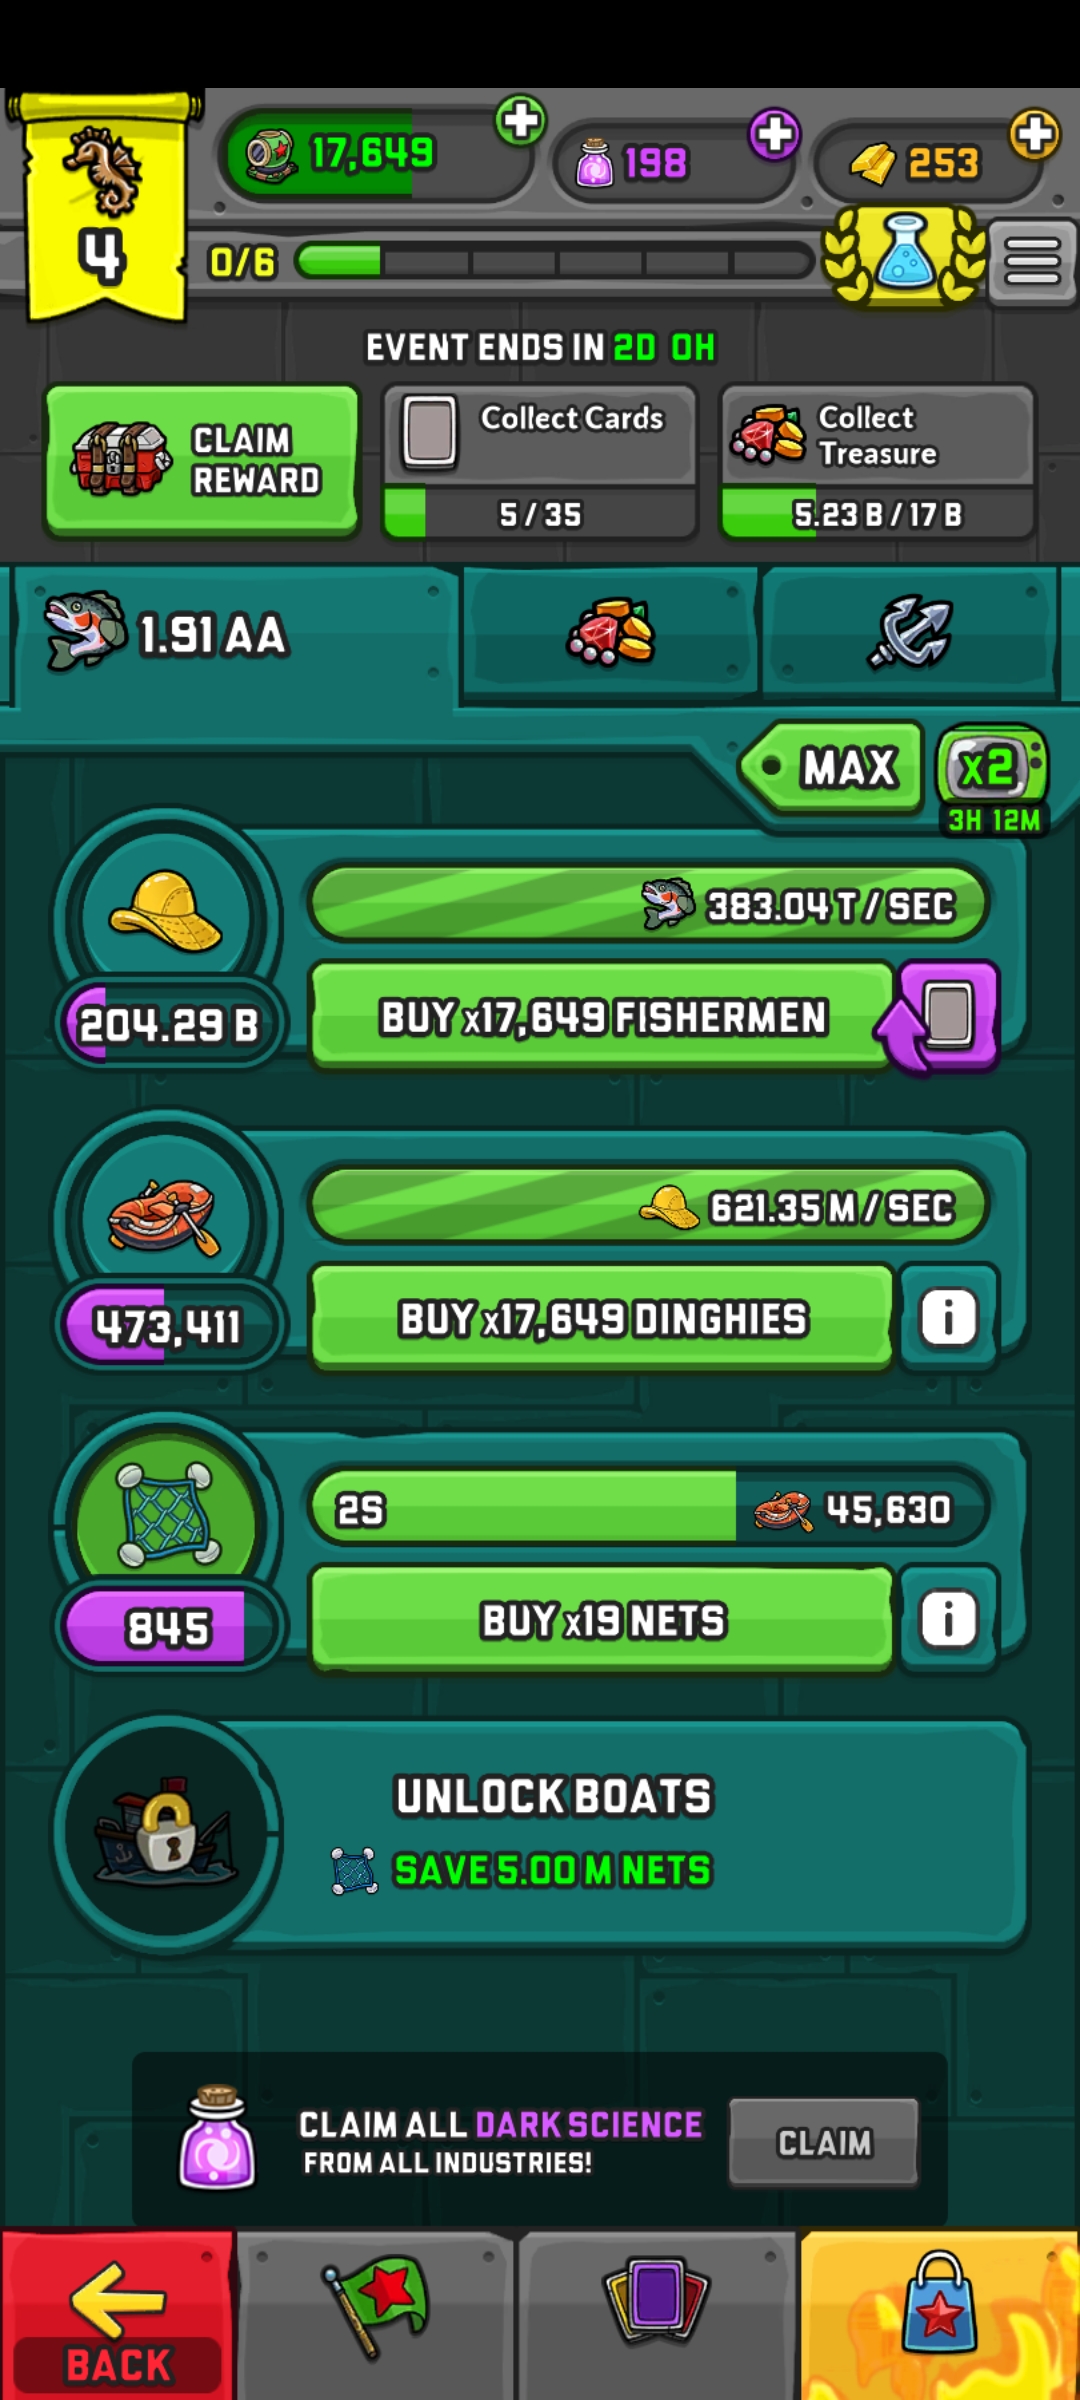 17,649
198
253
4
0/6
EVENT ENDS IN 2D 0H
CLAIM
REWARD
Collect Cards
5 / 35
Collect
Treasure
5.23 B / 17 B
1.91 AA
MAX
x2
3H 12M
383.04 T / SEC
204.29 B
BUY x17,649 FISHERMEN
621.35 M / SEC
473,411
BUY x17,649 DINGHIES
i
2S
45,630
845
BUY x19 NETS
i
UNLOCK BOATS
SAVE 5.00 M NETS
CLAIM ALL DARK SCIENCE
FROM ALL INDUSTRIES!
CLAIM
BACK